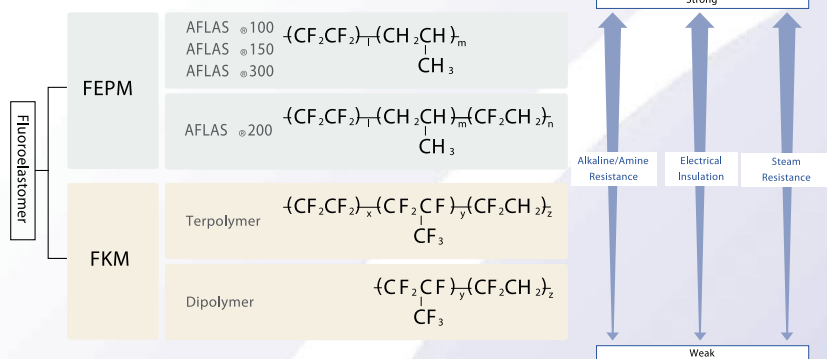 Strong
Fluoroelastomer
FEPM
AFLAS ®100
AFLAS ®150
AFLAS ®300
-(CF₂CF₂)l-(CH₂CH)m
CH₃
AFLAS ®200
-(CF₂CF₂)l-(CH₂CH)m-(CF₂CH₂)n
CH₃
FKM
Terpolymer
-(CF₂CF₂)x-(CF₂CF)y-(CF₂CH₂)z
CF₃
Dipolymer
-(CF₂CF)y-(CF₂CH₂)z
CF₃
Alkaline/Amine
Resistance
Electrical
Insulation
Steam
Resistance
Weak